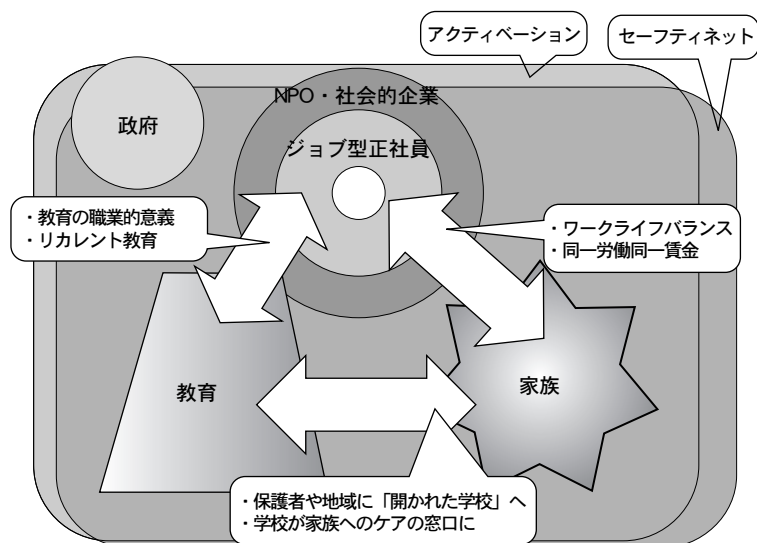 アクティベーション
セーフティネット
NPO・社会的企業
政府
ジョブ型正社員
・教育の職業的意義
・リカレント教育
・ワークライフバランス
・同一労働同一賃金
教育
家族
・保護者や地域に「開かれた学校」へ
・学校が家族へのケアの窓口に